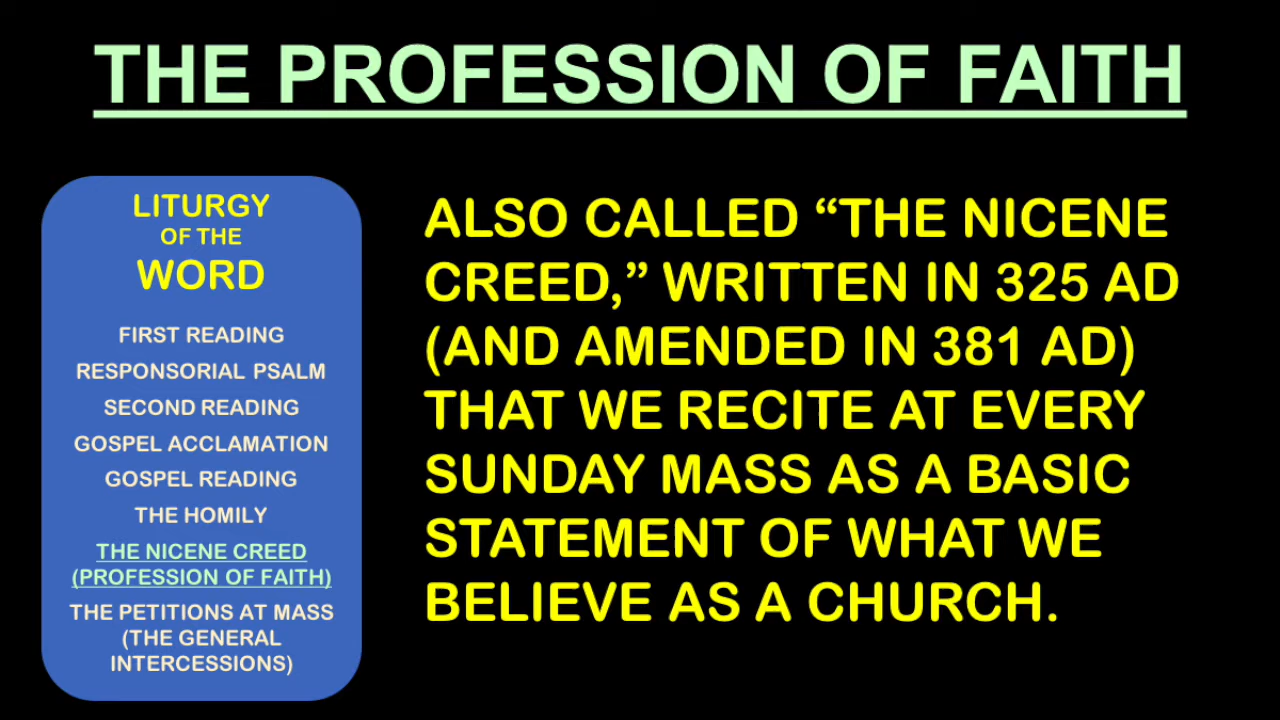 THE PROFESSION OF FAITH
LITURGY
OF THE
WORD
FIRST READING
RESPONSORIAL PSALM
SECOND READING
GOSPEL ACCLAMATION
GOSPEL READING
THE HOMILY
THE NICENE CREED
(PROFESSION OF FAITH)
THE PETITIONS AT MASS
(THE GENERAL
INTERCESSIONS)
ALSO CALLED “THE NICENE
CREED,” WRITTEN IN 325 AD
(AND AMENDED IN 381 AD)
THAT WE RECITE AT EVERY
SUNDAY MASS AS A BASIC
STATEMENT OF WHAT WE
BELIEVE AS A CHURCH.